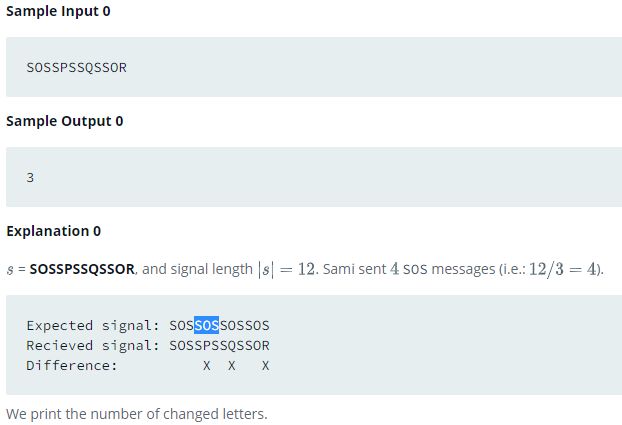 Sample Input 0
SOSSPSSQSSOR
Sample Output 0
3
Explanation 0
s = SOSSPSSQSSOR, and signal length |s| = 12. Sami sent 4 SOS messages (i.e.: 12/3 = 4).
Expected signal: SOSSOSSOSSOS
Recieved signal: SOSSPSSQSSOR
Difference: X X X
We print the number of changed letters.